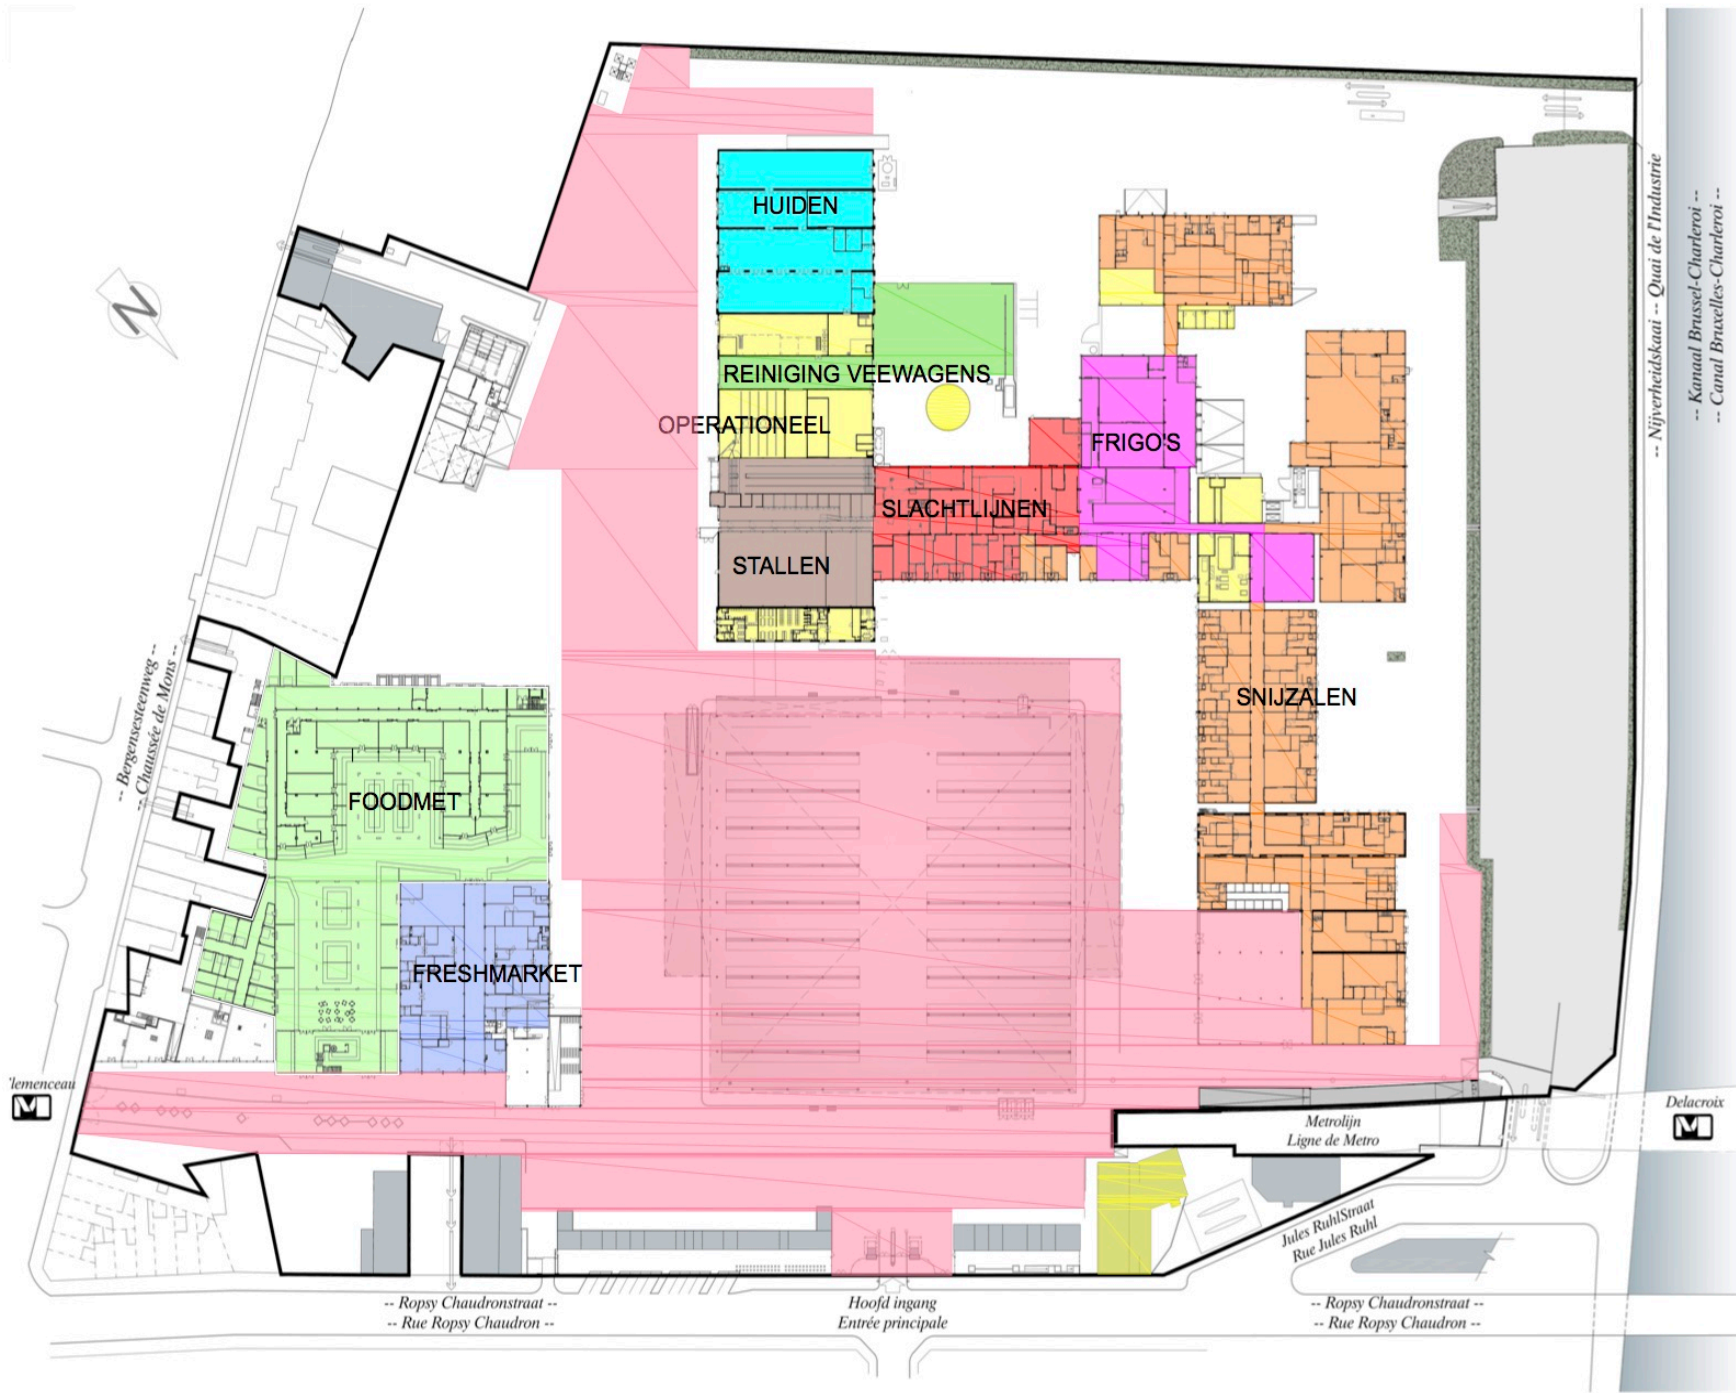 N
HUIDEN
REINIGING VEEWAGENS
OPERATIONEEL
FRIGO'S
SLACHTLIJNEN
STALLEN
SNIJZALEN
FOODMET
FRESHMARKET
-- Nijverheidskaai -- Quai de l'Industrie --
-- Kanaal Brussel-Charleroi --
-- Canal Bruxelles-Charleroi --
-- Bergensesteenweg --
-- Chaussée de Mons --
'lemenceau
M
Delacroix
M
Metrolijn
Ligne de Metro
Jules RuhlStraat
Rue Jules Ruhl
-- Ropsy Chaudronstraat --
-- Rue Ropsy Chaudron --
Hoofd ingang
Entrée principale
-- Ropsy Chaudronstraat --
-- Rue Ropsy Chaudron --